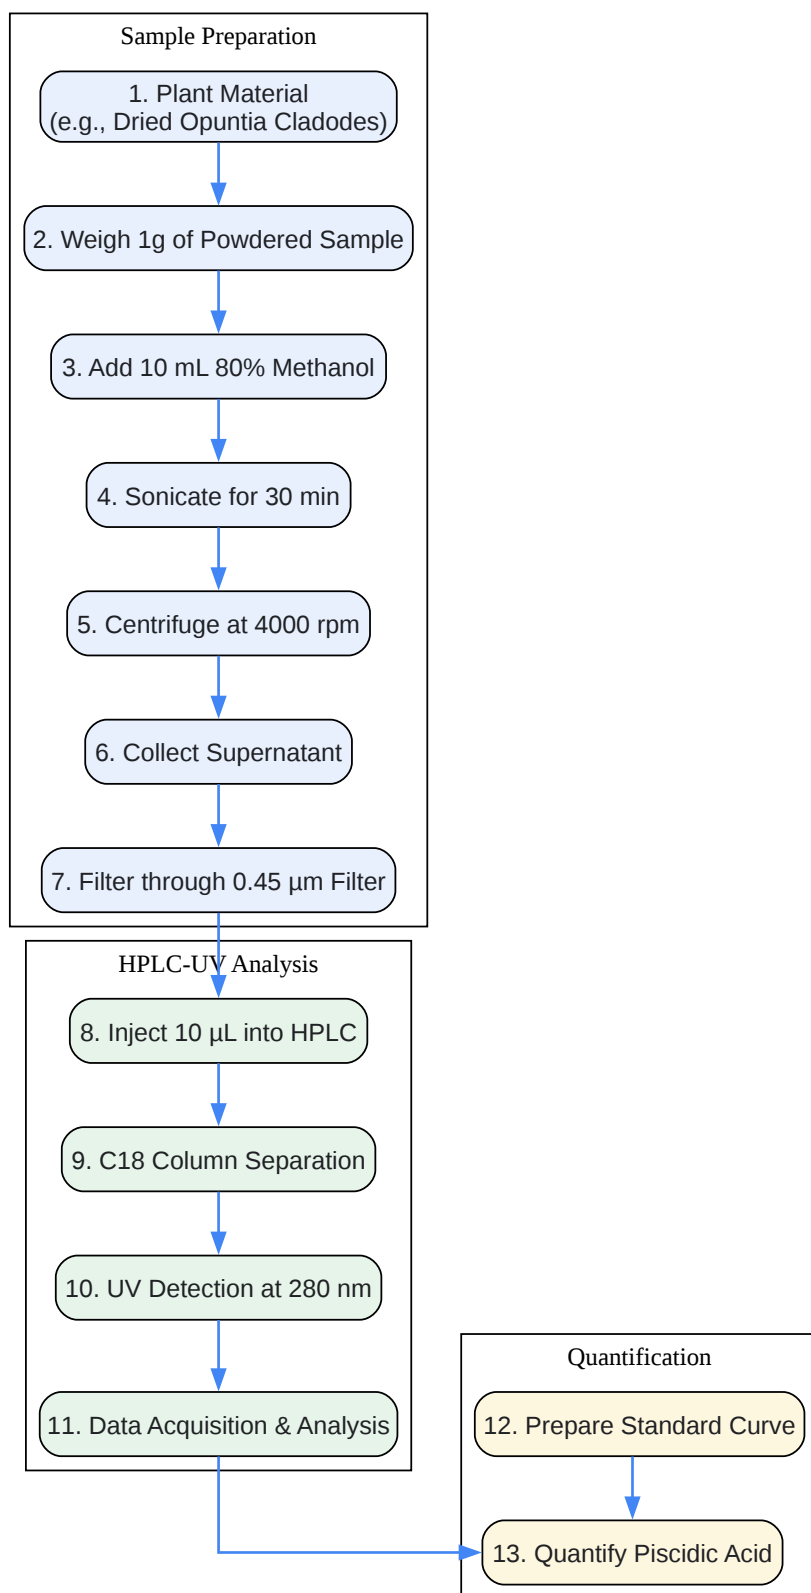 Sample Preparation
1. Plant Material
(e.g., Dried Opuntia Cladodes)
2. Weigh 1g of Powdered Sample
3. Add 10 mL 80% Methanol
4. Sonicate for 30 min
5. Centrifuge at 4000 rpm
6. Collect Supernatant
7. Filter through 0.45 µm Filter
HPLC-UV Analysis
8. Inject 10 µL into HPLC
9. C18 Column Separation
10. UV Detection at 280 nm
11. Data Acquisition & Analysis
Quantification
12. Prepare Standard Curve
13. Quantify Piscidic Acid